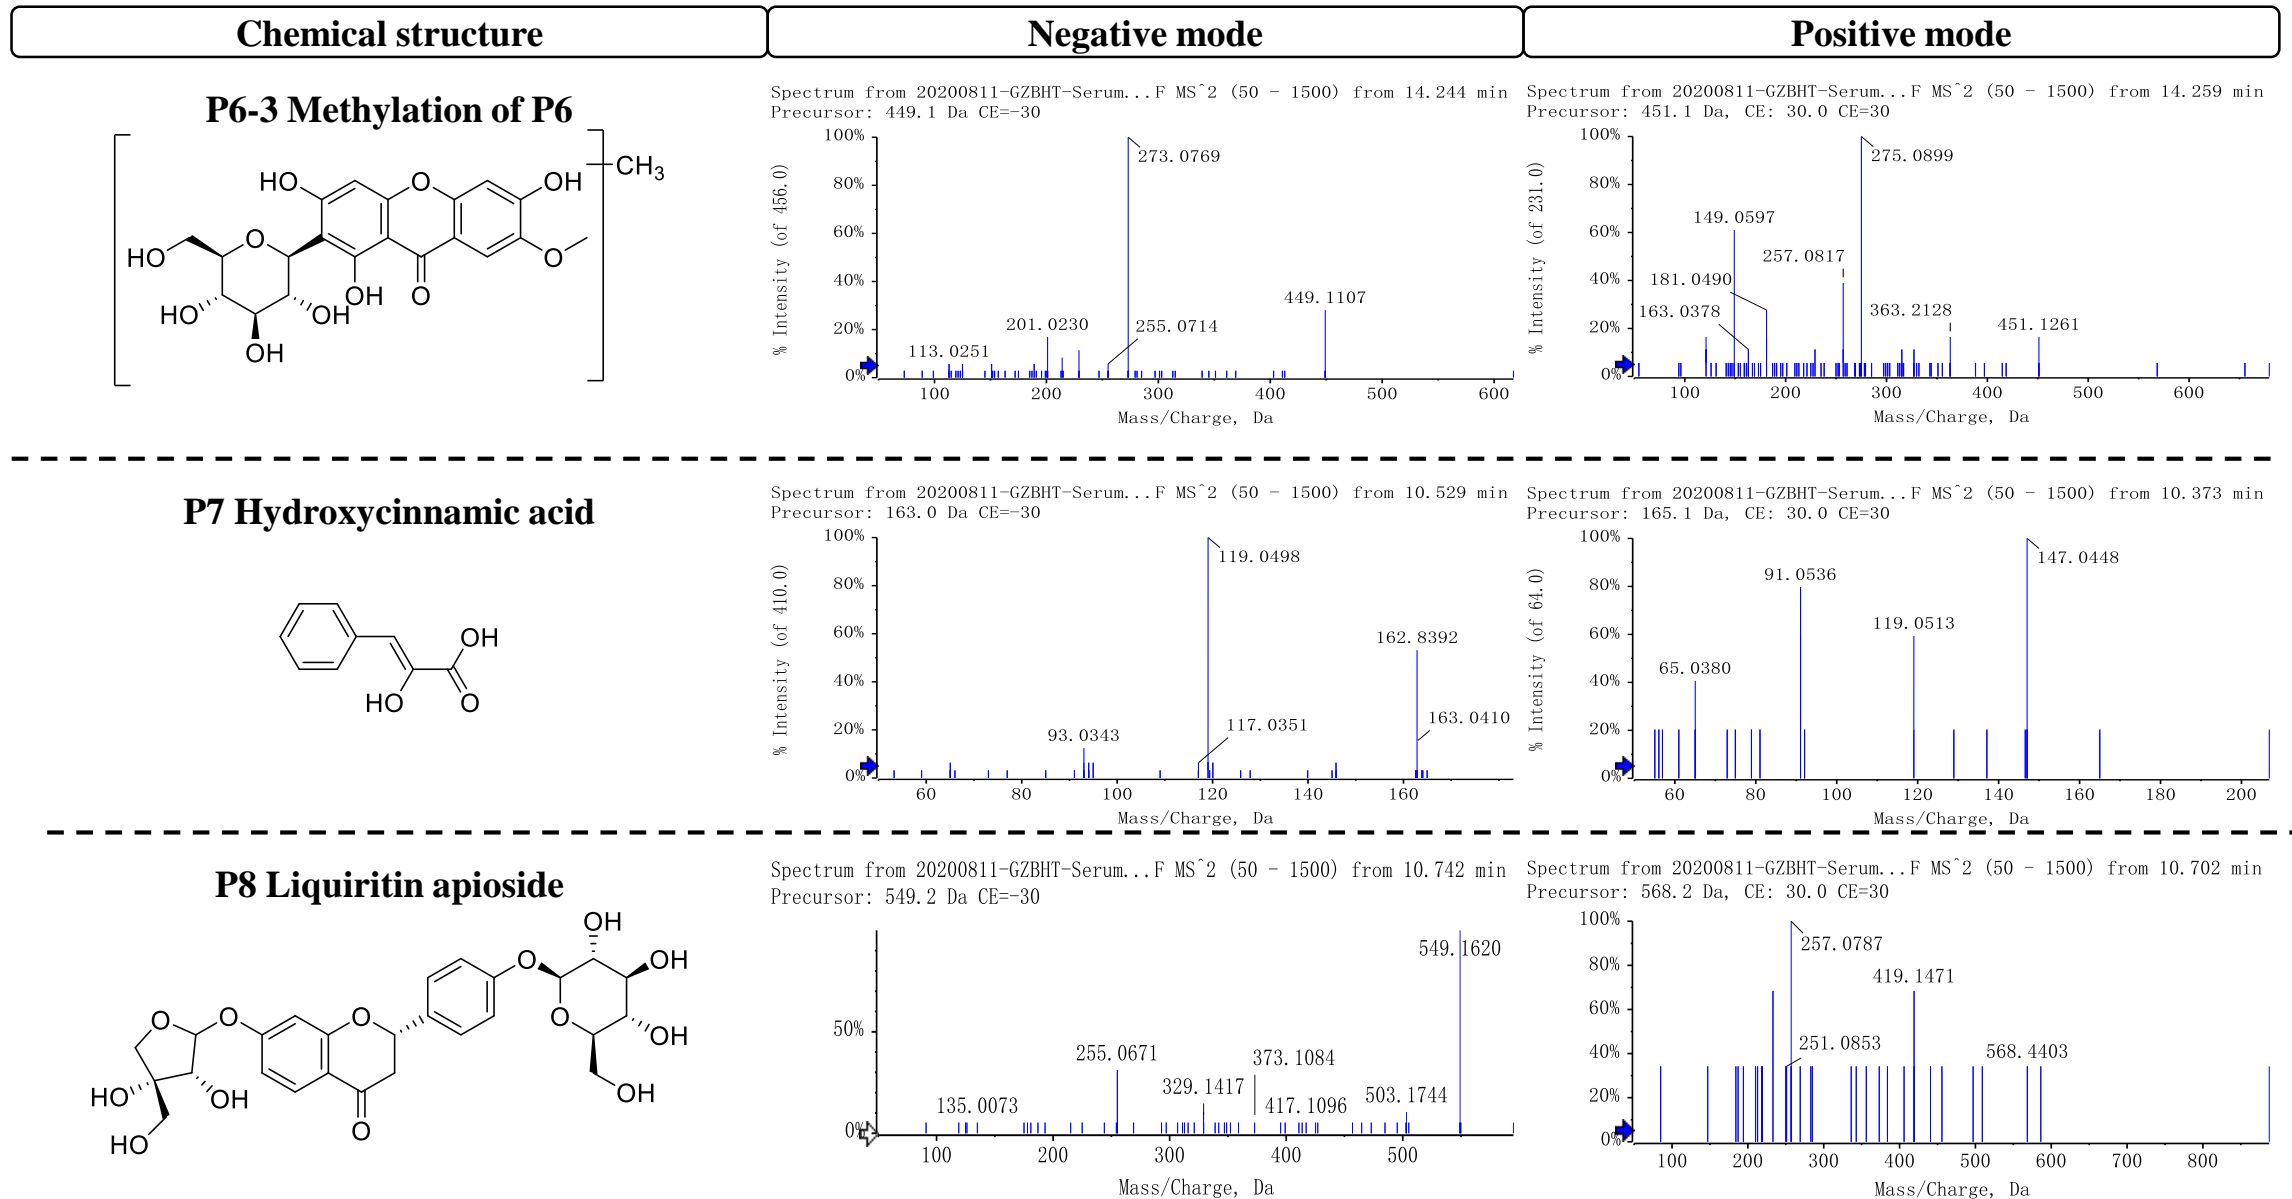 Chemical structure
Negative mode
Positive mode
P6-3 Methylation of P6
CH3
HO
O
OH
O
HO
O
OH
O
HO
OH
OH
Spectrum from 20200811-GZBHT-Serum...F MS^2 (50 - 1500) from 14.244 min
Precursor: 449.1 Da CE=-30
% Intensity (of 456.0)
100%
80%
60%
40%
20%
0%
273.0769
449.1107
201.0230
255.0714
113.0251
100 200 300 400 500 600
Mass/Charge, Da
Spectrum from 20200811-GZBHT-Serum...F MS^2 (50 - 1500) from 14.259 min
Precursor: 451.1 Da, CE: 30.0 CE=30
% Intensity (of 231.0)
100%
80%
60%
40%
20%
0%
275.0899
149.0597
257.0817
181.0490
163.0378
363.2128
451.1261
100 200 300 400 500 600
Mass/Charge, Da
P7 Hydroxycinnamic acid
OH
HO
O
Spectrum from 20200811-GZBHT-Serum...F MS^2 (50 - 1500) from 10.529 min
Precursor: 163.0 Da CE=-30
% Intensity (of 410.0)
100%
80%
60%
40%
20%
0%
119.0498
162.8392
163.0410
117.0351
93.0343
60 80 100 120 140 160
Mass/Charge, Da
Spectrum from 20200811-GZBHT-Serum...F MS^2 (50 - 1500) from 10.373 min
Precursor: 165.1 Da, CE: 30.0 CE=30
% Intensity (of 64.0)
100%
80%
60%
40%
20%
0%
147.0448
91.0536
119.0513
65.0380
60 80 100 120 140 160 180 200
Mass/Charge, Da
P8 Liquiritin apioside
OH
O
OH
O
O
O
O
OH
HO
OH
OH
HO
O
Spectrum from 20200811-GZBHT-Serum...F MS^2 (50 - 1500) from 10.742 min
Precursor: 549.2 Da CE=-30
50%
0%
549.1620
255.0671
373.1084
329.1417
417.1096
503.1744
135.0073
100 200 300 400 500
Mass/Charge, Da
Spectrum from 20200811-GZBHT-Serum...F MS^2 (50 - 1500) from 10.702 min
Precursor: 568.2 Da, CE: 30.0 CE=30
100%
80%
60%
40%
20%
0%
257.0787
419.1471
251.0853
568.4403
100 200 300 400 500 600 700 800
Mass/Charge, Da